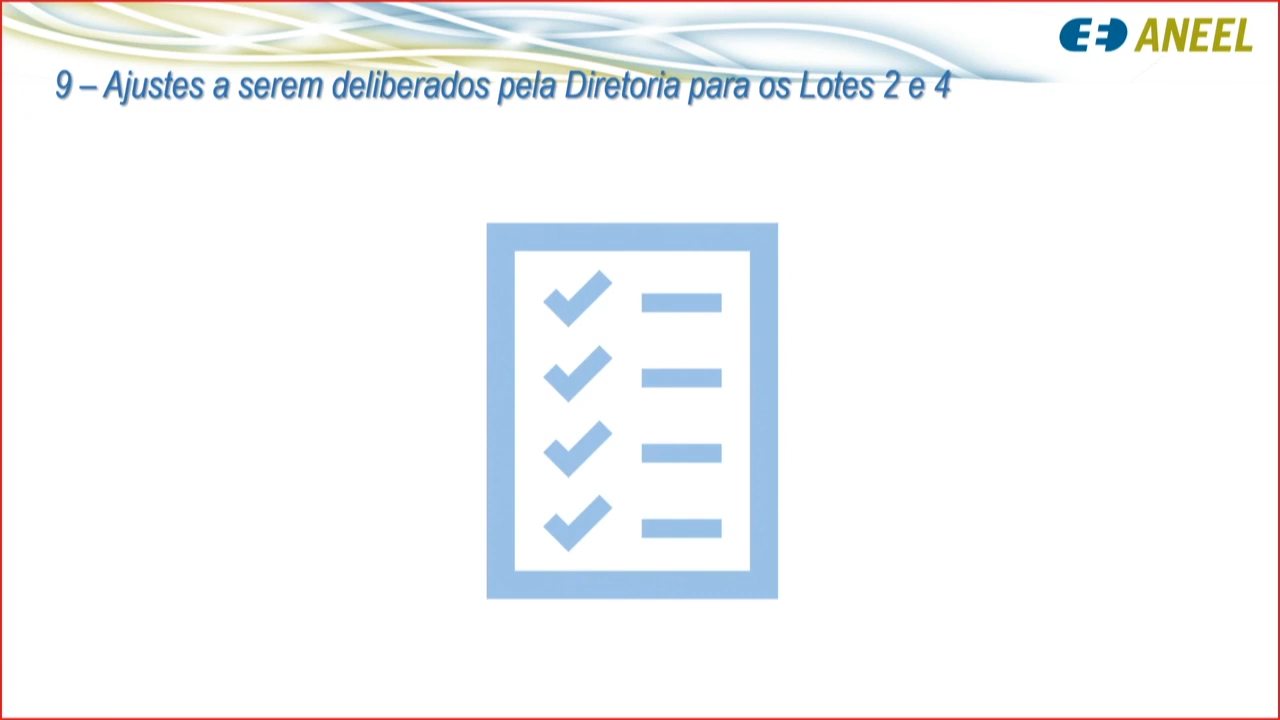 ANEEL
9 – Ajustes a serem deliberados pela Diretoria para os Lotes 2 e 4